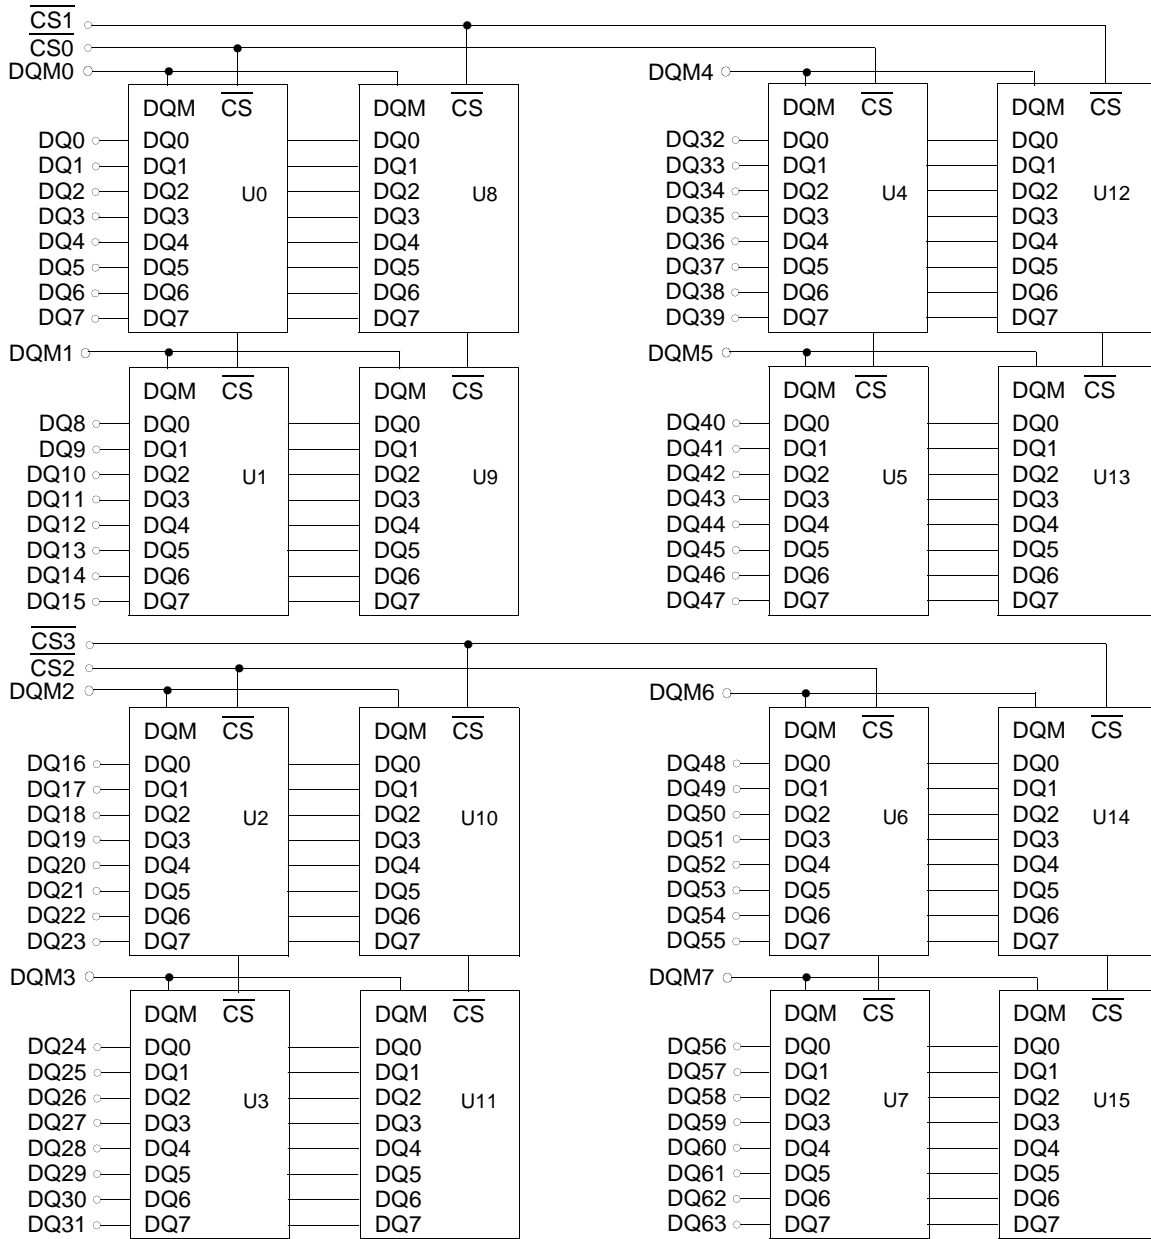 CS1
CS0
DQM0 DQM4
DQM CS DQM CS DQM CS DQM CS
DQ0 DQ0 DQ0 DQ32 DQ0 DQ0
DQ1 DQ1 DQ1 DQ33 DQ1 DQ1
DQ2 DQ2 U0 DQ2 U8 DQ34 DQ2 U4 DQ2 U12
DQ3 DQ3 DQ3 DQ35 DQ3 DQ3
DQ4 DQ4 DQ4 DQ36 DQ4 DQ4
DQ5 DQ5 DQ5 DQ37 DQ5 DQ5
DQ6 DQ6 DQ6 DQ38 DQ6 DQ6
DQ7 DQ7 DQ7 DQ39 DQ7 DQ7
DQM1 DQM5
DQM CS DQM CS DQM CS DQM CS
DQ8 DQ0 DQ0 DQ40 DQ0 DQ0
DQ9 DQ1 DQ1 DQ41 DQ1 DQ1
DQ10 DQ2 U1 DQ2 U9 DQ42 DQ2 U5 DQ2 U13
DQ11 DQ3 DQ3 DQ43 DQ3 DQ3
DQ12 DQ4 DQ4 DQ44 DQ4 DQ4
DQ13 DQ5 DQ5 DQ45 DQ5 DQ5
DQ14 DQ6 DQ6 DQ46 DQ6 DQ6
DQ15 DQ7 DQ7 DQ47 DQ7 DQ7
CS3
CS2
DQM2 DQM6
DQM CS DQM CS DQM CS DQM CS
DQ16 DQ0 DQ0 DQ48 DQ0 DQ0
DQ17 DQ1 DQ1 DQ49 DQ1 DQ1
DQ18 DQ2 U2 DQ2 U10 DQ50 DQ2 U6 DQ2 U14
DQ19 DQ3 DQ3 DQ51 DQ3 DQ3
DQ20 DQ4 DQ4 DQ52 DQ4 DQ4
DQ21 DQ5 DQ5 DQ53 DQ5 DQ5
DQ22 DQ6 DQ6 DQ54 DQ6 DQ6
DQ23 DQ7 DQ7 DQ55 DQ7 DQ7
DQM3 DQM7
DQM CS DQM CS DQM CS DQM CS
DQ24 DQ0 DQ0 DQ56 DQ0 DQ0
DQ25 DQ1 DQ1 DQ57 DQ1 DQ1
DQ26 DQ2 U3 DQ2 U11 DQ58 DQ2 U7 DQ2 U15
DQ27 DQ3 DQ3 DQ59 DQ3 DQ3
DQ28 DQ4 DQ4 DQ60 DQ4 DQ4
DQ29 DQ5 DQ5 DQ61 DQ5 DQ5
DQ30 DQ6 DQ6 DQ62 DQ6 DQ6
DQ31 DQ7 DQ7 DQ63 DQ7 DQ7